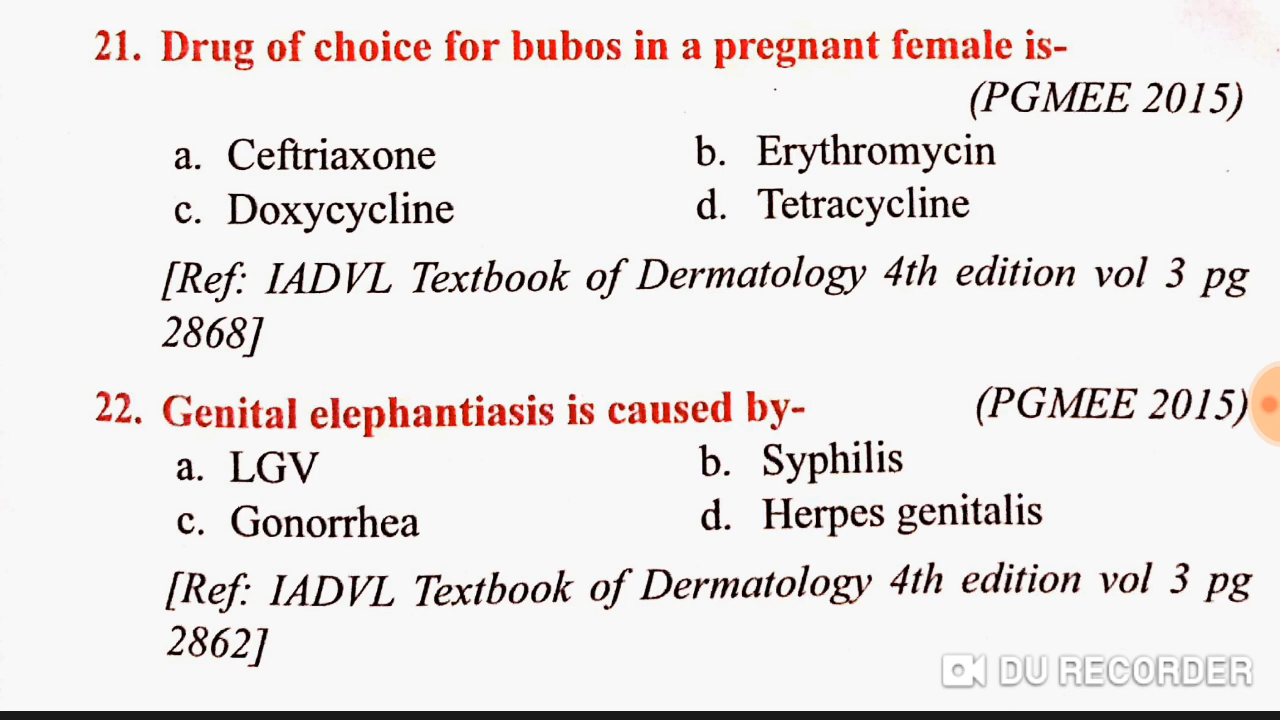 21. Drug of choice for bubos in a pregnant female is-
(PGMEE 2015)
a. Ceftriaxone b. Erythromycin
c. Doxycycline d. Tetracycline
[Ref: IADVL Textbook of Dermatology 4th edition vol 3 pg
2868]
22. Genital elephantiasis is caused by- (PGMEE 2015)
a. LGV b. Syphilis
c. Gonorrhea d. Herpes genitalis
[Ref: IADVL Textbook of Dermatology 4th edition vol 3 pg
2862]
DU RECORDER